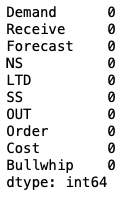 Demand 0
Receive 0
Forecast 0
NS 0
LTD 0
SS 0
OUT 0
Order 0
Cost 0
Bullwhip 0
dtype: int64